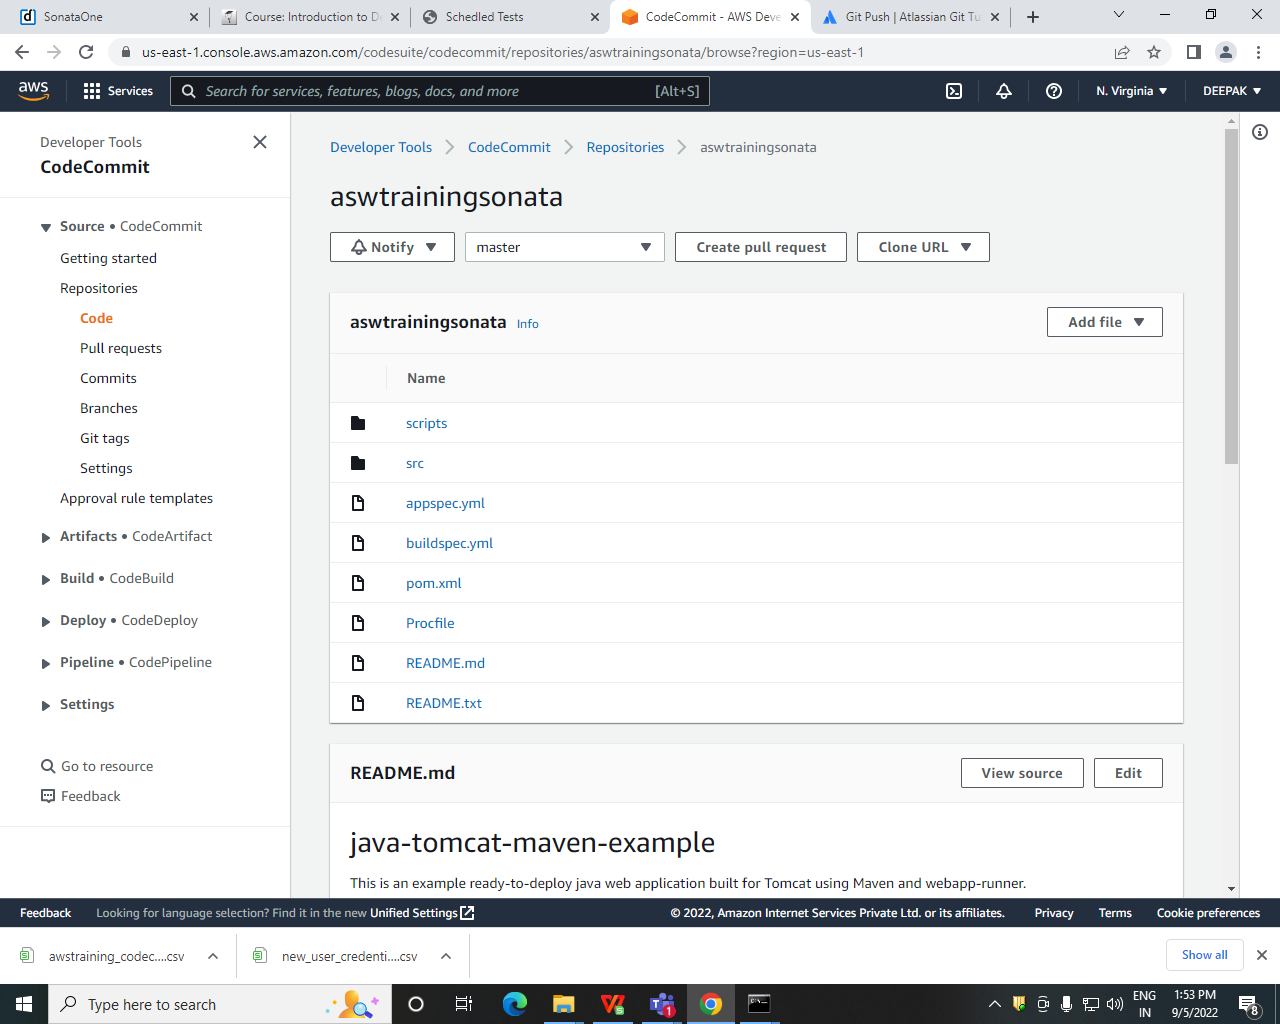 SonataOne
Course: Introduction to D
Schedled Tests
CodeCommit - AWS Deve
Git Push | Atlassian Git Tu
us-east-1.console.aws.amazon.com/codesuite/codecommit/repositories/aswtrainingsonata/browse?region=us-east-1
aws
Services
Search for services, features, blogs, docs, and more
[Alt+S]
N. Virginia
DEEPAK
Developer Tools
CodeCommit
Source • CodeCommit
Getting started
Repositories
Code
Pull requests
Commits
Branches
Git tags
Settings
Approval rule templates
Artifacts • CodeArtifact
Build • CodeBuild
Deploy • CodeDeploy
Pipeline • CodePipeline
Settings
Go to resource
Feedback
Developer Tools
CodeCommit
Repositories
aswtrainingsonata
aswtrainingsonata
Notify
master
Create pull request
Clone URL
aswtrainingsonata Info
Add file
Name
scripts
src
appspec.yml
buildspec.yml
pom.xml
Procfile
README.md
README.txt
README.md
View source
Edit
java-tomcat-maven-example
This is an example ready-to-deploy java web application built for Tomcat using Maven and webapp-runner.
Feedback
Looking for language selection? Find it in the new Unified Settings
© 2022, Amazon Internet Services Private Ltd. or its affiliates.
Privacy
Terms
Cookie preferences
awstraining_codec....csv
new_user_credenti....csv
Show all
Type here to search
1
ENG
IN
1:53 PM
9/5/2022
8